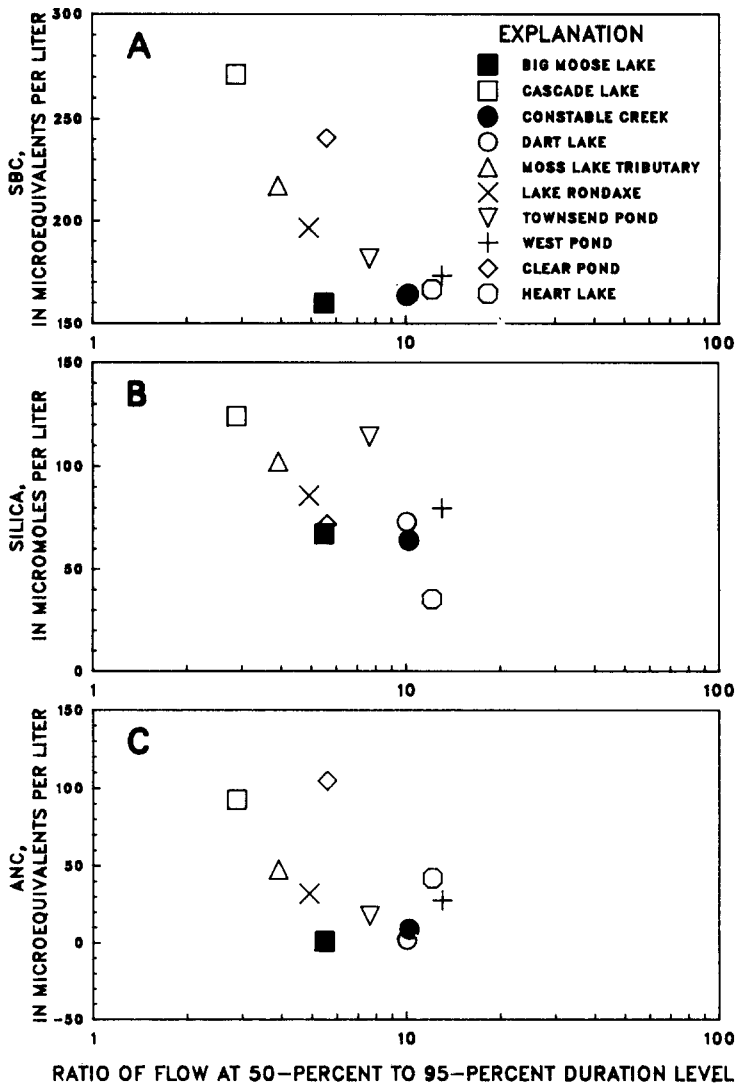 A
EXPLANATION
BIG MOOSE LAKE
CASCADE LAKE
CONSTABLE CREEK
DART LAKE
MOSS LAKE TRIBUTARY
LAKE RONDAXE
TOWNSEND POND
WEST POND
CLEAR POND
HEART LAKE
SBC,
IN MICROEQUIVALENTS PER LITER
300
250
200
150
1
10
100
B
SILICA,
IN MICROMOLES PER LITER
150
100
50
0
1
10
100
C
ANC,
IN MICROEQUIVALENTS PER LITER
150
100
50
0
-50
1
10
100
RATIO OF FLOW AT 50-PERCENT TO 95-PERCENT DURATION LEVEL